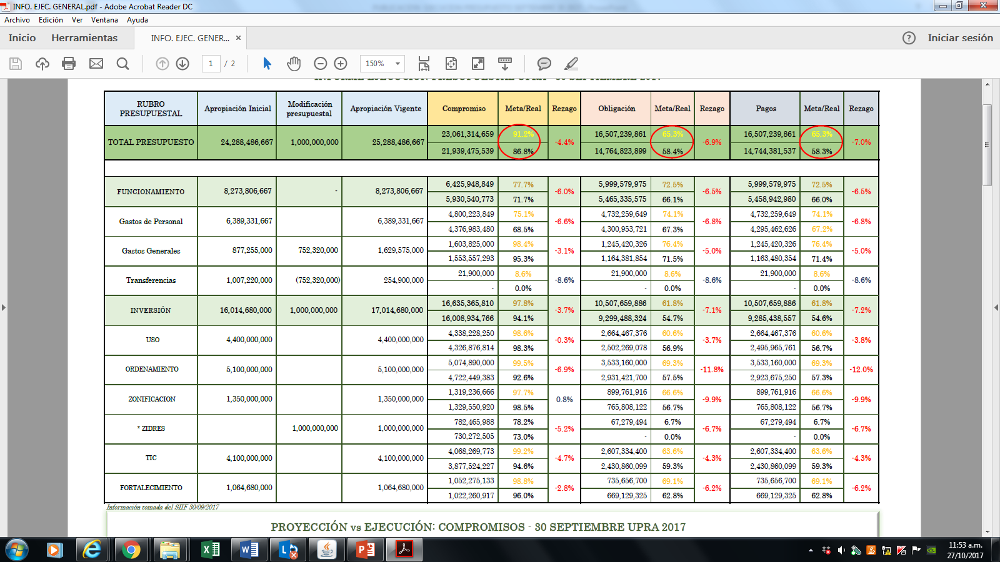 INFO. EJEC. GENERAL.pdf - Adobe Acrobat Reader DC
Archivo Edición Ver Ventana Ayuda
Inicio Herramientas INFO. EJEC. GENER... × ? Iniciar sesión
1 / 2 150%
INFORME EJECUCIÓN PRESUPUESTAL UPRA - 30 SEPTIEMBRE 2017
RUBRO PRESUPUESTAL Apropiación Inicial Modificación presupuestal Apropiación Vigente Compromiso Meta/Real Rezago Obligación Meta/Real Rezago Pagos Meta/Real Rezago
TOTAL PRESUPUESTO 24,288,486,667 1,000,000,000 25,288,486,667 23,061,314,659 91.2% -4.4% 16,507,239,861 65.3% -6.9% 16,507,239,861 65.3% -7.0%
21,939,475,539 86.8% 14,764,823,899 58.4% 14,744,381,537 58.3%
FUNCIONAMIENTO 8,273,806,667 - 8,273,806,667 6,425,948,849 77.7% -6.0% 5,999,579,975 72.5% -6.5% 5,999,579,975 72.5% -6.5%
5,930,540,773 71.7% 5,465,335,575 66.1% 5,458,942,980 66.0%
Gastos de Personal 6,389,331,667 6,389,331,667 4,800,223,849 75.1% -6.6% 4,732,259,649 74.1% -6.8% 4,732,259,649 74.1% -6.8%
4,376,983,480 68.5% 4,300,953,721 67.3% 4,295,462,626 67.2%
Gastos Generales 877,255,000 752,320,000 1,629,575,000 1,603,825,000 98.4% -3.1% 1,245,420,326 76.4% -5.0% 1,245,420,326 76.4% -5.0%
1,553,557,293 95.3% 1,164,381,854 71.5% 1,163,480,354 71.4%
Transferencias 1,007,220,000 (752,320,000) 254,900,000 21,900,000 8.6% -8.6% 21,900,000 8.6% -8.6% 21,900,000 8.6% -8.6%
- 0.0% - 0.0% - 0.0%
INVERSIÓN 16,014,680,000 1,000,000,000 17,014,680,000 16,635,365,810 97.8% -3.7% 10,507,659,886 61.8% -7.1% 10,507,659,886 61.8% -7.2%
16,008,934,766 94.1% 9,299,488,324 54.7% 9,285,438,557 54.6%
USO 4,400,000,000 4,400,000,000 4,338,228,250 98.6% -0.3% 2,664,467,376 60.6% -3.7% 2,664,467,376 60.6% -3.8%
4,326,876,814 98.3% 2,502,269,078 56.9% 2,495,965,761 56.7%
ORDENAMIENTO 5,100,000,000 5,100,000,000 5,074,890,000 99.5% -6.9% 3,533,160,000 69.3% -11.8% 3,533,160,000 69.3% -12.0%
4,722,449,383 92.6% 2,931,421,700 57.5% 2,923,675,250 57.3%
ZONIFICACION 1,350,000,000 1,350,000,000 1,319,236,666 97.7% 0.8% 899,761,916 66.6% -9.9% 899,761,916 66.6% -9.9%
1,329,550,920 98.5% 765,808,122 56.7% 765,808,122 56.7%
* ZIDRES 1,000,000,000 1,000,000,000 782,465,988 78.2% -5.2% 67,279,494 6.7% -6.7% 67,279,494 6.7% -6.7%
730,272,505 73.0% - 0.0% - 0.0%
TIC 4,100,000,000 4,100,000,000 4,068,269,773 99.2% -4.7% 2,607,334,400 63.6% -4.3% 2,607,334,400 63.6% -4.3%
3,877,524,227 94.6% 2,430,860,099 59.3% 2,430,860,099 59.3%
FORTALECIMIENTO 1,064,680,000 1,064,680,000 1,052,275,133 98.8% -2.8% 735,656,700 69.1% -6.2% 735,656,700 69.1% -6.2%
1,022,260,917 96.0% 669,129,325 62.8% 669,129,325 62.8%
Información tomada del SIIF 30/09/2017
PROYECCIÓN vs EJECUCIÓN: COMPROMISOS - 30 SEPTIEMBRE UPRA 2017
11:53 a.m.
27/10/2017